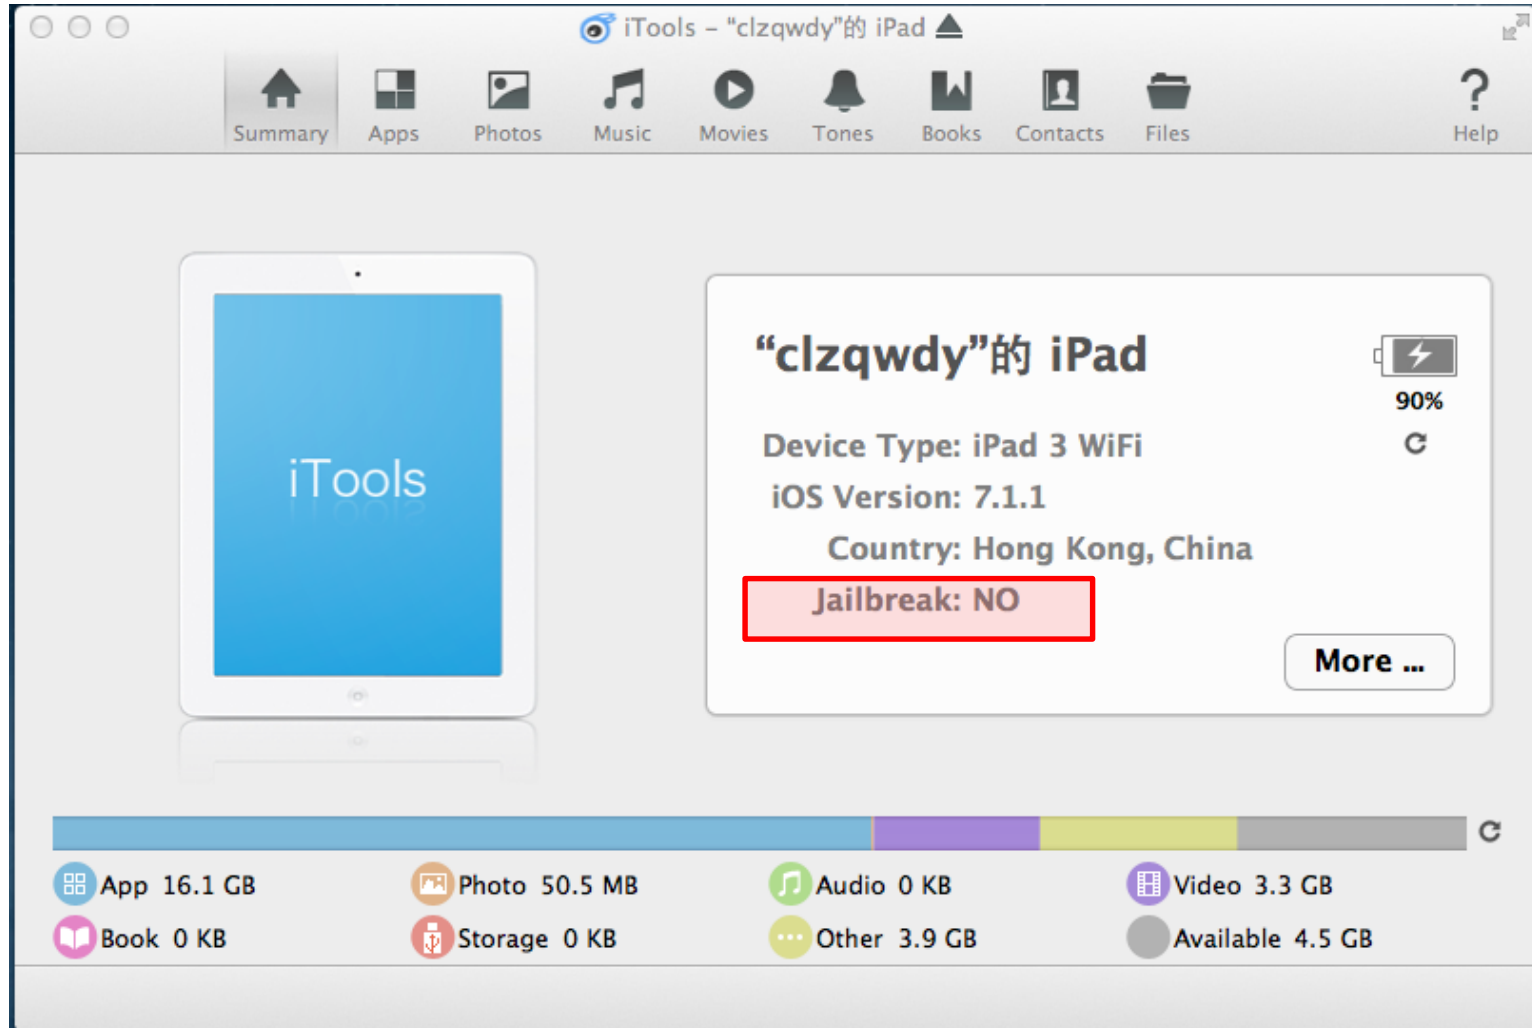 iTools – "clzqwdy"的 iPad
Summary Apps Photos Music Movies Tones Books Contacts Files Help
iTools
“clzqwdy”的 iPad
90%
Device Type: iPad 3 WiFi
iOS Version: 7.1.1
Country: Hong Kong, China
Jailbreak: NO
More ...
App 16.1 GB Photo 50.5 MB Audio 0 KB Video 3.3 GB
Book 0 KB Storage 0 KB Other 3.9 GB Available 4.5 GB